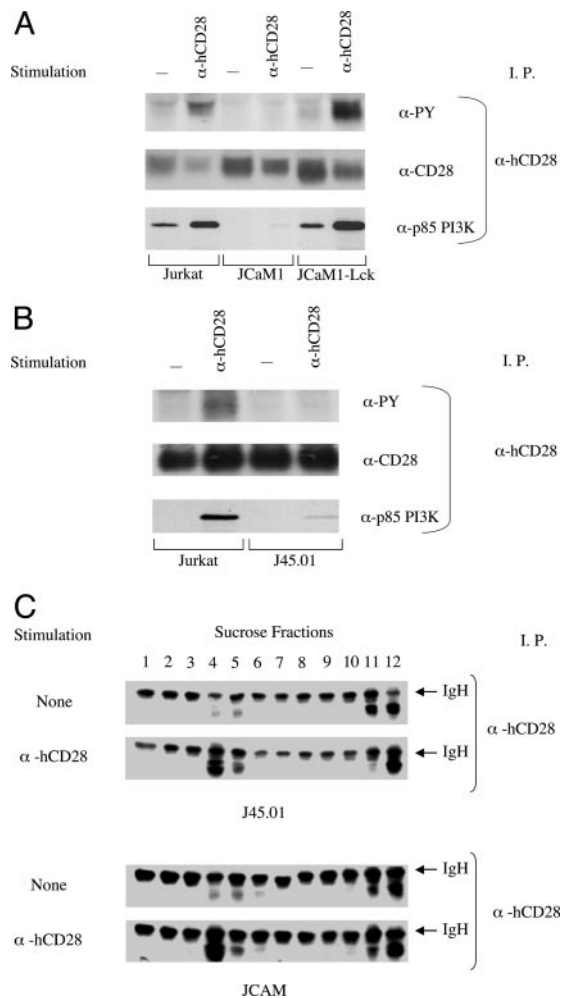 A
Stimulation — α-hCD28 — α-hCD28 — α-hCD28 I. P.
α-PY
α-CD28
α-hCD28
α-p85 PI3K
Jurkat JCaM1 JCaM1-Lck
B
Stimulation — α-hCD28 — α-hCD28 I. P.
α-PY
α-CD28
α-hCD28
α-p85 PI3K
Jurkat J45.01
C
Stimulation Sucrose Fractions I. P.
1 2 3 4 5 6 7 8 9 10 11 12
None IgH
α -hCD28
α -hCD28 IgH
J45.01
None IgH
α -hCD28
α -hCD28 IgH
JCAM